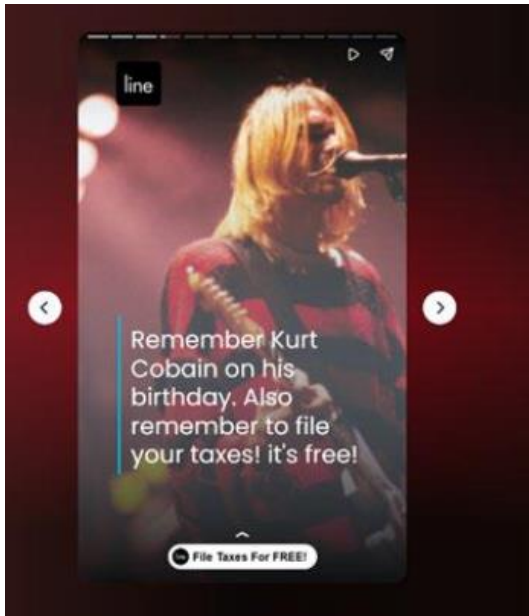 line
Remember Kurt
Cobain on his
birthday. Also
remember to file
your taxes! it's free!
File Taxes For FREE!